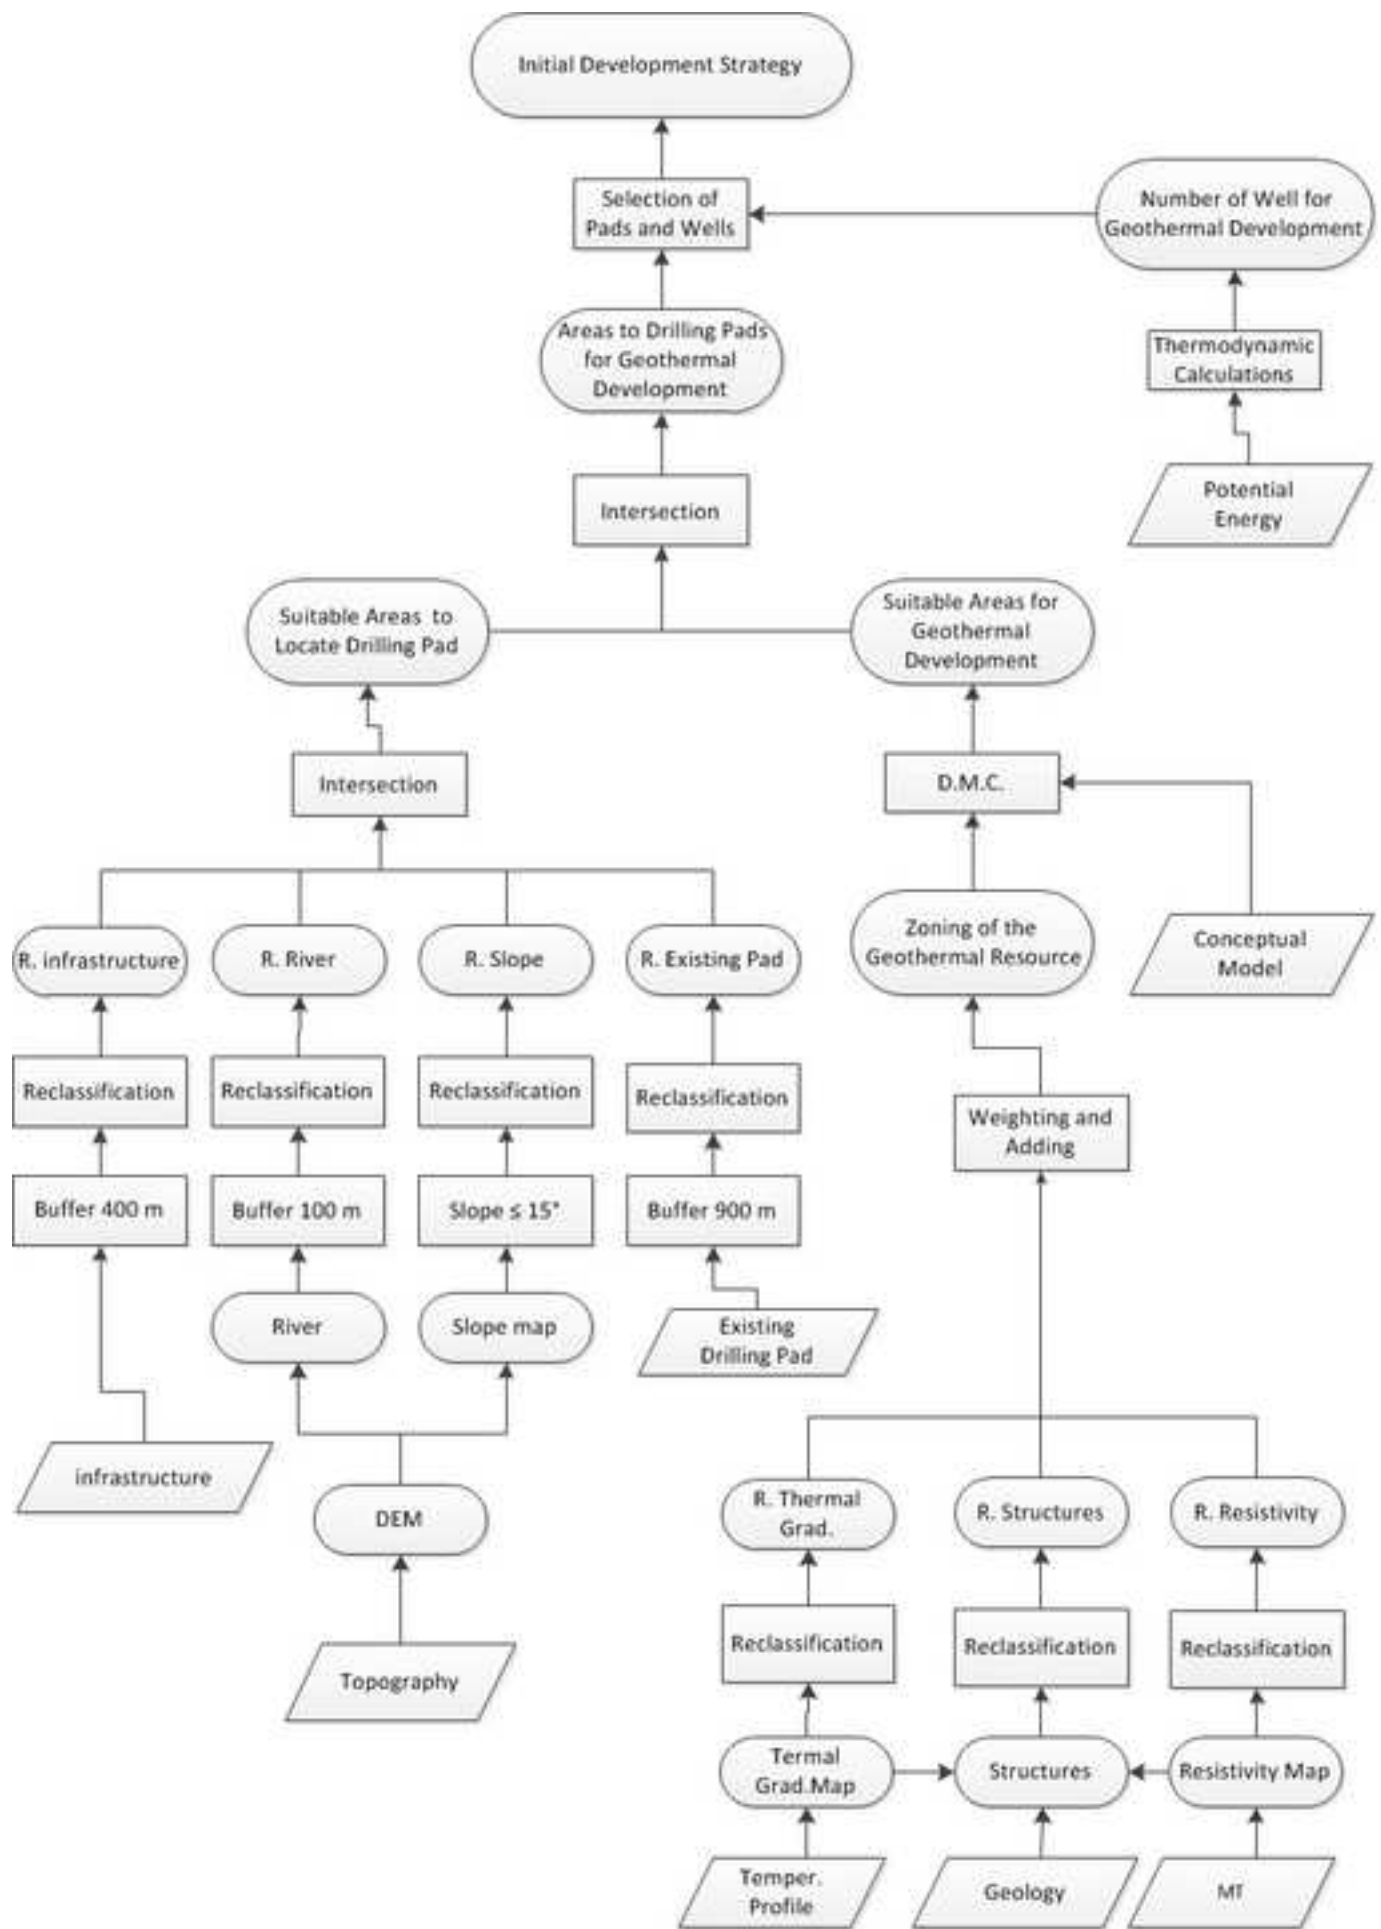 Initial Development Strategy
Selection of
Pads and Wells
Number of Well for
Geothermal Development
Areas to Drilling Pads
for Geothermal
Development
Thermodynamic
Calculations
Intersection
Potential
Energy
Suitable Areas to
Locate Drilling Pad
Suitable Areas for
Geothermal
Development
Intersection
D.M.C.
R. infrastructure
R. River
R. Slope
R. Existing Pad
Zoning of the
Geothermal Resource
Conceptual
Model
Reclassification
Reclassification
Reclassification
Reclassification
Weighting and
Adding
Buffer 400 m
Buffer 100 m
Slope ≤ 15°
Buffer 900 m
River
Slope map
Existing
Drilling Pad
infrastructure
DEM
R. Thermal
Grad.
R. Structures
R. Resistivity
Topography
Reclassification
Reclassification
Reclassification
Termal
Grad.Map
Structures
Resistivity Map
Temper.
Profile
Geology
MT